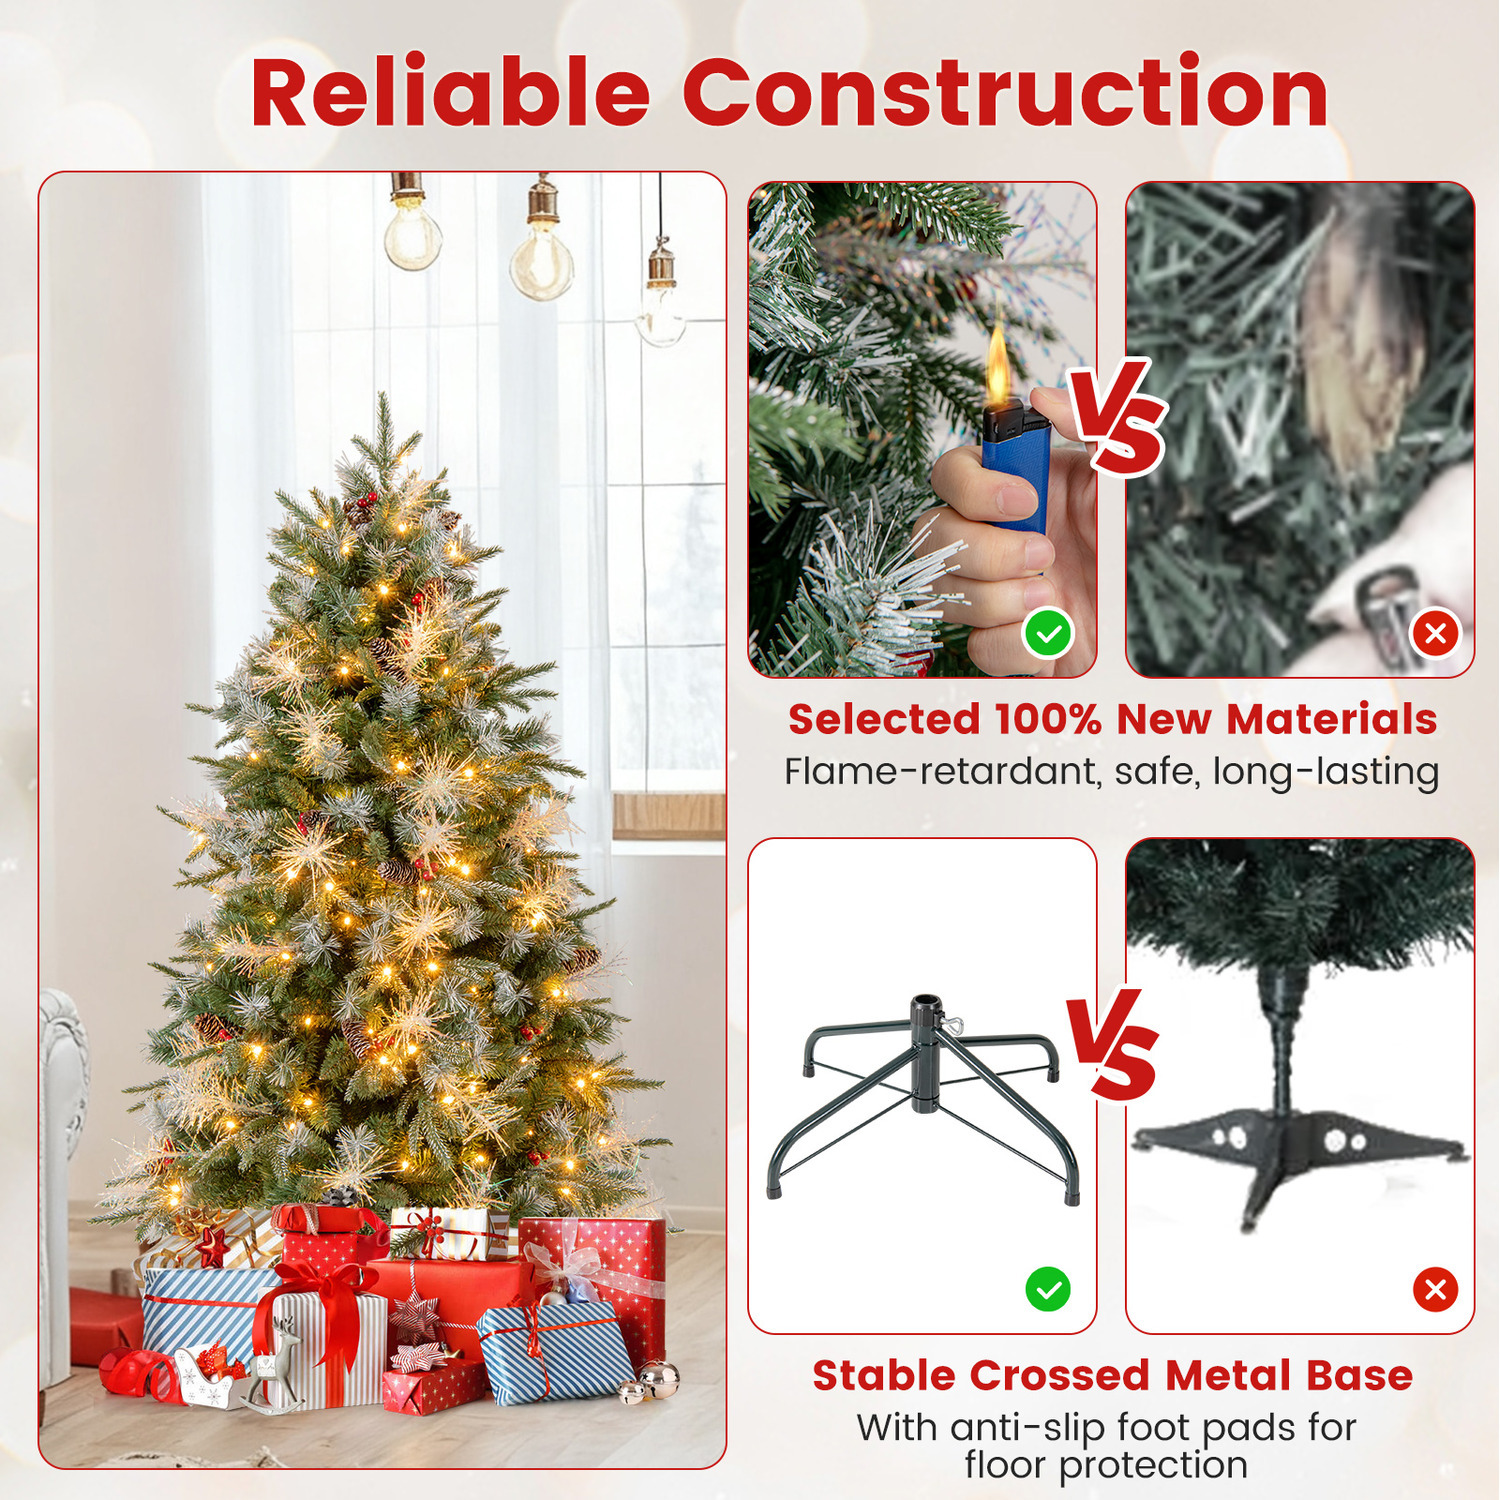 Reliable Construction
VS
Selected 100% New Materials
Flame-retardant, safe, long-lasting
VS
Stable Crossed Metal Base
With anti-slip foot pads for
floor protection